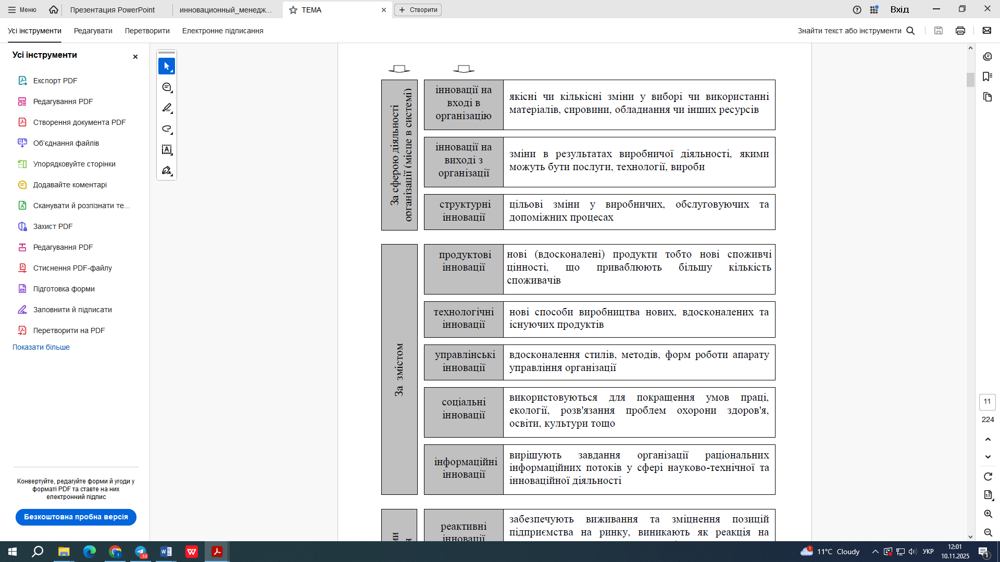 Меню
Презентация PowerPoint
инновационный_менедж...
ТЕМА
Створити
Вхід
Усі інструменти
Редагувати
Перетворити
Електронне підписання
Знайти текст або інструменти
Усі інструменти
Експорт PDF
Редагування PDF
Створення документа PDF
Об'єднання файлів
Упорядковуйте сторінки
Додавайте коментарі
Сканувати й розпізнати те...
Захист PDF
Редагування PDF
Стиснення PDF-файлу
Підготовка форми
Заповнити й підписати
Перетворити на PDF
Показати більше
Конвертуйте, редагуйте форми й угоди у
форматі PDF та ставте на них
електронний підпис
Безкоштовна пробна версія
За сферою діяльності
організації (місце в системі)
інновації на
вході в
організацію
якісні чи кількісні зміни у виборі чи використанні
матеріалів, сировини, обладнання чи інших ресурсів
інновації на
виході з
організації
зміни в результатах виробничої діяльності, якими
можуть бути послуги, технології, вироби
структурні
інновації
цільові зміни у виробничих, обслуговуючих та
допоміжних процесах
За змістом
продуктові
інновації
нові (вдосконалені) продукти тобто нові споживчі
цінності, що приваблюють більшу кількість
споживачів
технологічні
інновації
нові способи виробництва нових, вдосконалених та
існуючих продуктів
управлінські
інновації
вдосконалення стилів, методів, форм роботи апарату
управління організації
соціальні
інновації
використовуються для покращення умов праці,
екології, розв'язання проблем охорони здоров'я,
освіти, культури тощо
інформаційні
інновації
вирішують завдання організації раціональних
інформаційних потоків у сфері науково-технічної та
інноваційної діяльності
реактивні
інновації
забезпечують виживання та зміцнення позицій
підприємства на ринку, виникають як реакція на
11
224
11°C Cloudy
УКР
12:01
10.11.2025